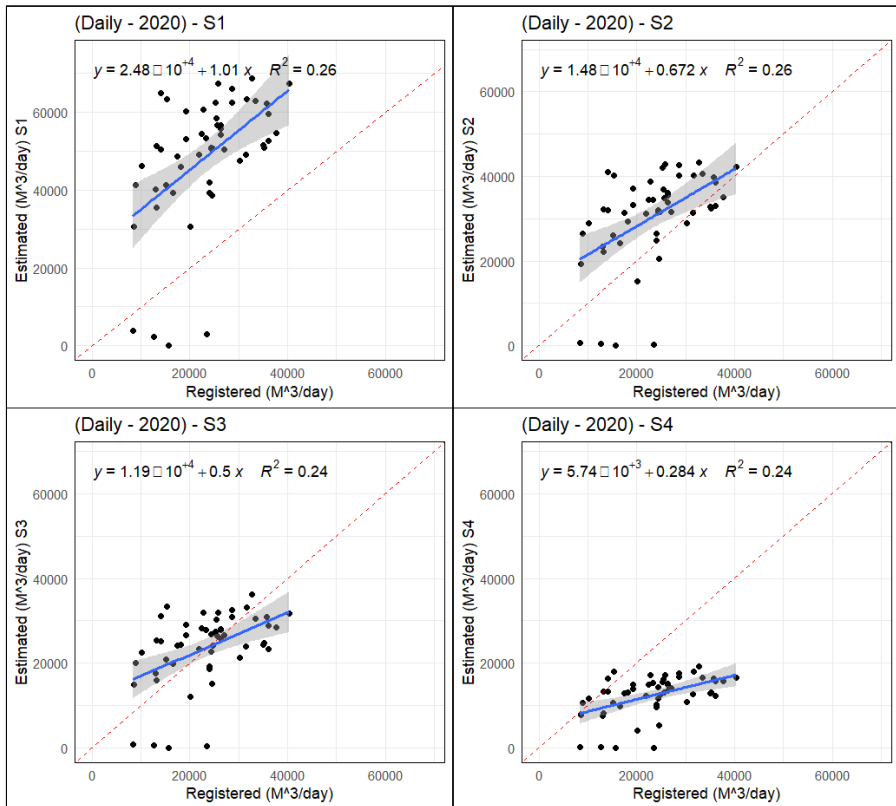 (Daily - 2020) - S1
y = 2.48 □ 10^+4 + 1.01 x R^2 = 0.26
60000
40000
20000
0
Estimated (M^3/day) S1
0 20000 40000 60000
Registered (M^3/day)
(Daily - 2020) - S2
y = 1.48 □ 10^+4 + 0.672 x R^2 = 0.26
60000
40000
20000
0
Estimated (M^3/day) S2
0 20000 40000 60000
Registered (M^3/day)
(Daily - 2020) - S3
y = 1.19 □ 10^+4 + 0.5 x R^2 = 0.24
60000
40000
20000
0
Estimated (M^3/day) S3
0 20000 40000 60000
Registered (M^3/day)
(Daily - 2020) - S4
y = 5.74 □ 10^+3 + 0.284 x R^2 = 0.24
60000
40000
20000
0
Estimated (M^3/day) S4
0 20000 40000 60000
Registered (M^3/day)